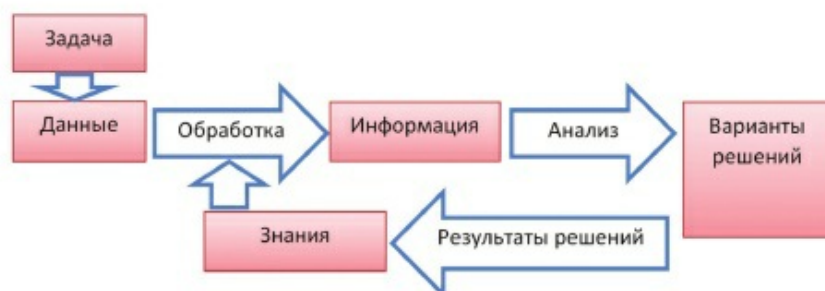 Задача
Данные
Обработка
Информация
Анализ
Варианты
решений
Знания
Результаты решений